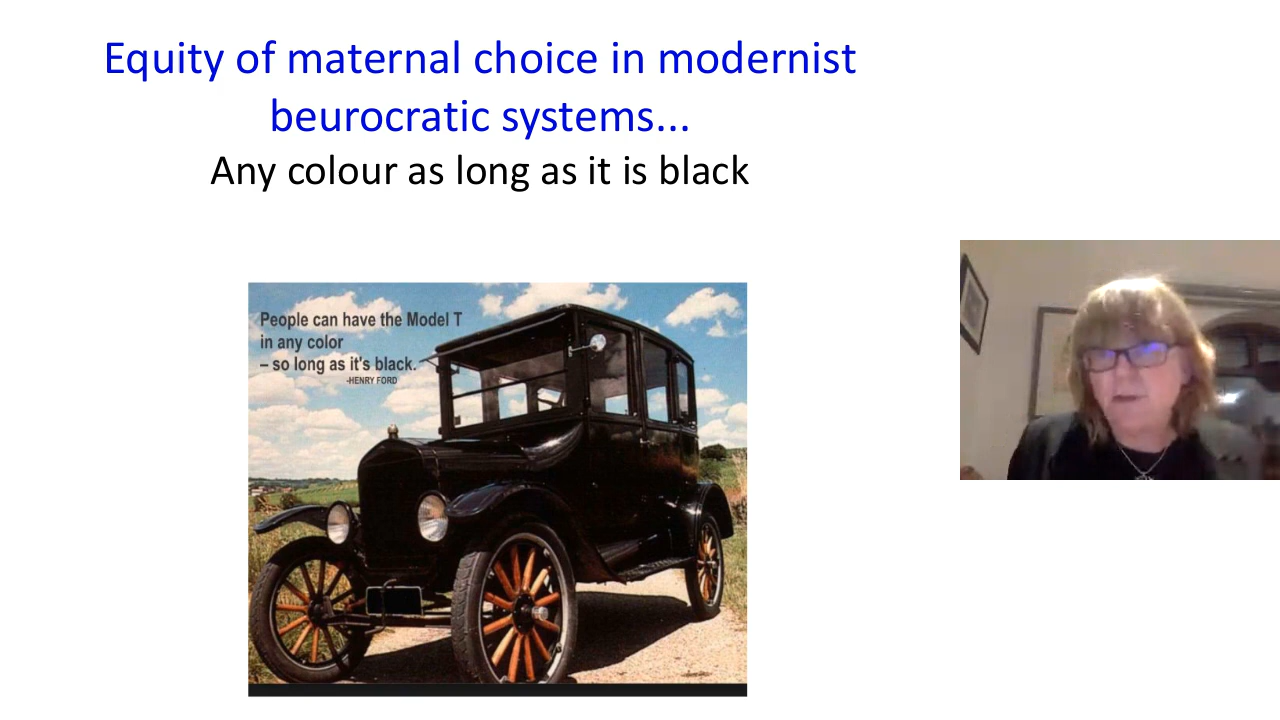 Equity of maternal choice in modernist
beurocratic systems...
Any colour as long as it is black
People can have the Model T
in any color
– so long as it's black.
-HENRY FORD